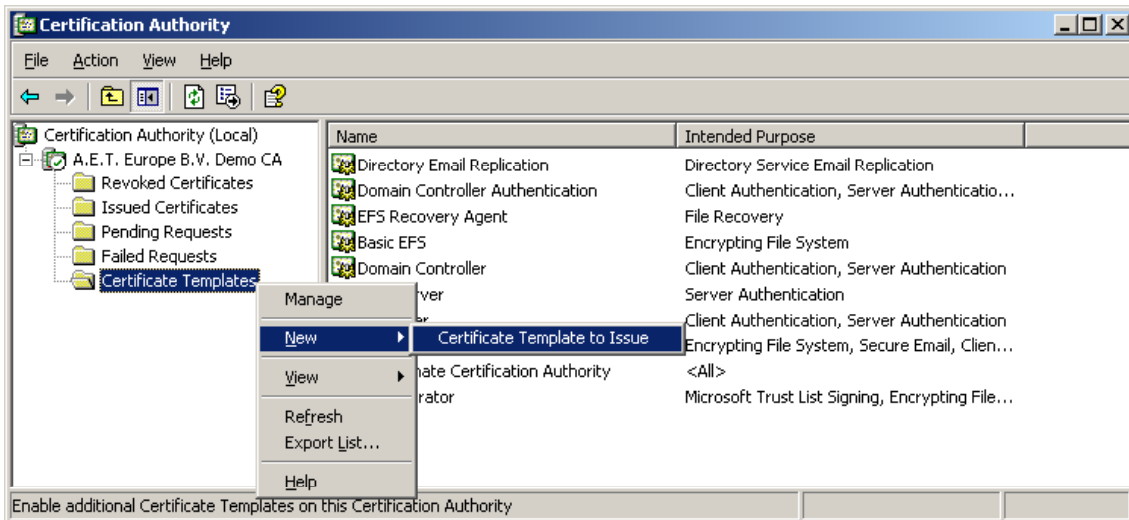 Certification Authority
File Action View Help
Certification Authority (Local)
A.E.T. Europe B.V. Demo CA
Revoked Certificates
Issued Certificates
Pending Requests
Failed Requests
Certificate Templates
Name Intended Purpose
Directory Email Replication Directory Service Email Replication
Domain Controller Authentication Client Authentication, Server Authenticatio...
EFS Recovery Agent File Recovery
Basic EFS Encrypting File System
Domain Controller Client Authentication, Server Authentication
Server Authentication
Client Authentication, Server Authentication
Encrypting File System, Secure Email, Clien...
Certification Authority <All>
Microsoft Trust List Signing, Encrypting File...
Manage
New
Certificate Template to Issue
View
Refresh
Export List...
Help
Enable additional Certificate Templates on this Certification Authority